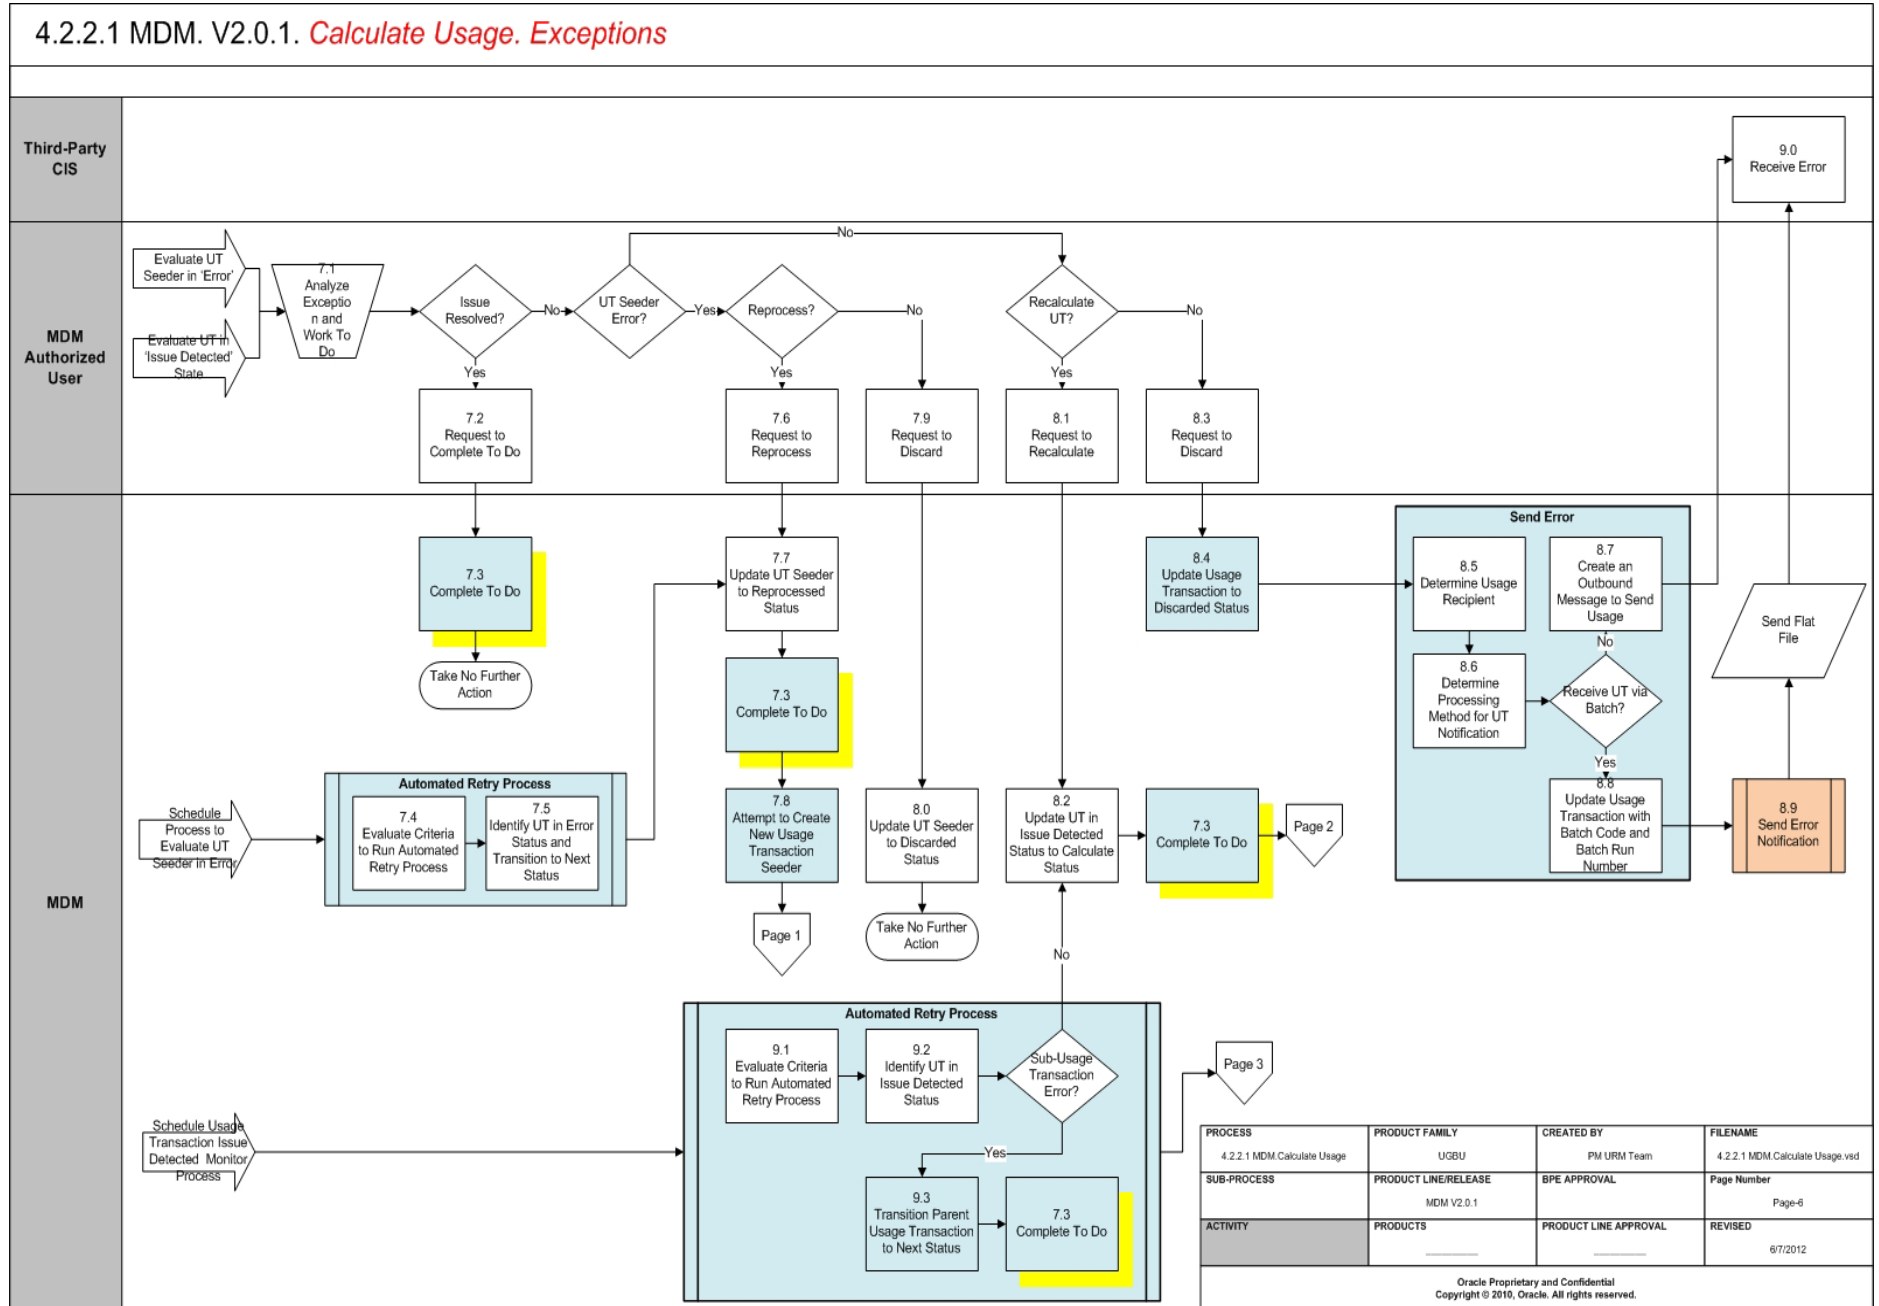 4.2.2.1 MDM. V2.0.1. Calculate Usage. Exceptions
Third-Party
CIS
9.0
Receive Error
MDM
Authorized
User
Evaluate UT
Seeder in 'Error'
Evaluate UT in
'Issue Detected'
State
7.1
Analyze
Exceptio
n and
Work To
Do
Issue
Resolved?
No
Yes
UT Seeder
Error?
No
Yes
Reprocess?
No
Yes
Recalculate
UT?
No
Yes
7.2
Request to
Complete To Do
7.6
Request to
Reprocess
7.9
Request to
Discard
8.1
Request to
Recalculate
8.3
Request to
Discard
MDM
7.3
Complete To Do
Take No Further
Action
7.7
Update UT Seeder
to Reprocessed
Status
7.3
Complete To Do
8.4
Update Usage
Transaction to
Discarded Status
Send Error
8.5
Determine Usage
Recipient
8.7
Create an
Outbound
Message to Send
Usage
No
8.6
Determine
Processing
Method for UT
Notification
Receive UT via
Batch?
Yes
8.8
Update Usage
Transaction with
Batch Code and
Batch Run
Number
Send Flat
File
8.9
Send Error
Notification
Schedule
Process to
Evaluate UT
Seeder in Error
Automated Retry Process
7.4
Evaluate Criteria
to Run Automated
Retry Process
7.5
Identify UT in Error
Status and
Transition to Next
Status
7.8
Attempt to Create
New Usage
Transaction
Seeder
Page 1
8.0
Update UT Seeder
to Discarded
Status
Take No Further
Action
8.2
Update UT in
Issue Detected
Status to Calculate
Status
7.3
Complete To Do
Page 2
No
Schedule Usage
Transaction Issue
Detected Monitor
Process
Automated Retry Process
9.1
Evaluate Criteria
to Run Automated
Retry Process
9.2
Identify UT in
Issue Detected
Status
Sub-Usage
Transaction
Error?
Yes
9.3
Transition Parent
Usage Transaction
to Next Status
7.3
Complete To Do
Page 3
PROCESS
4.2.2.1 MDM.Calculate Usage
PRODUCT FAMILY
UGBU
CREATED BY
PM URM Team
FILENAME
4.2.2.1 MDM.Calculate Usage.vsd
SUB-PROCESS
PRODUCT LINE/RELEASE
MDM V2.0.1
BPE APPROVAL
Page Number
Page-6
ACTIVITY
PRODUCTS
PRODUCT LINE APPROVAL
REVISED
6/7/2012
Oracle Proprietary and Confidential
Copyright © 2010, Oracle. All rights reserved.